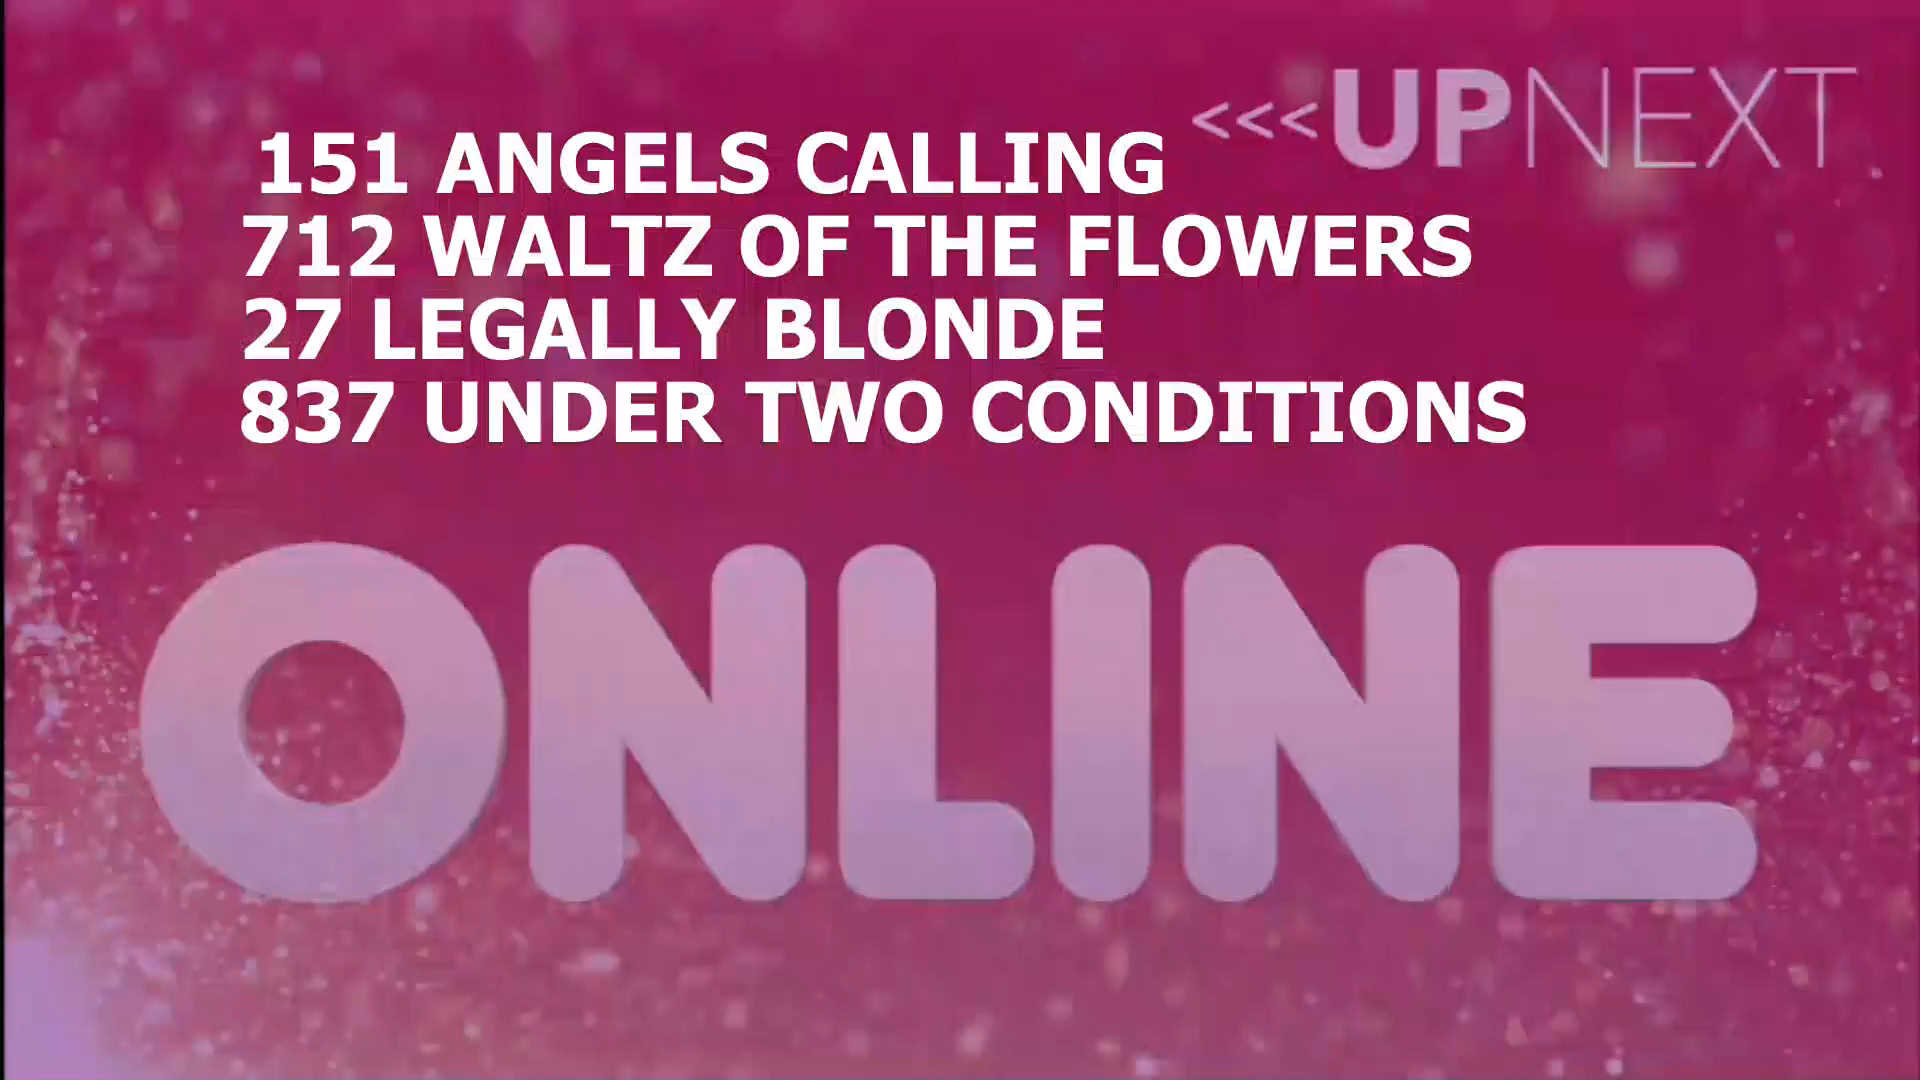 <<<UPNEXT
151 ANGELS CALLING
712 WALTZ OF THE FLOWERS
27 LEGALLY BLONDE
837 UNDER TWO CONDITIONS
ONLINE